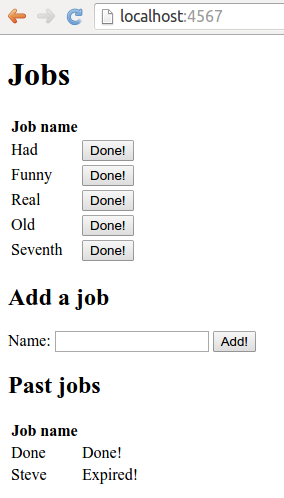 localhost:4567
Jobs
Job name
Had Done!
Funny Done!
Real Done!
Old Done!
Seventh Done!
Add a job
Name: Add!
Past jobs
Job name
Done Done!
Steve Expired!